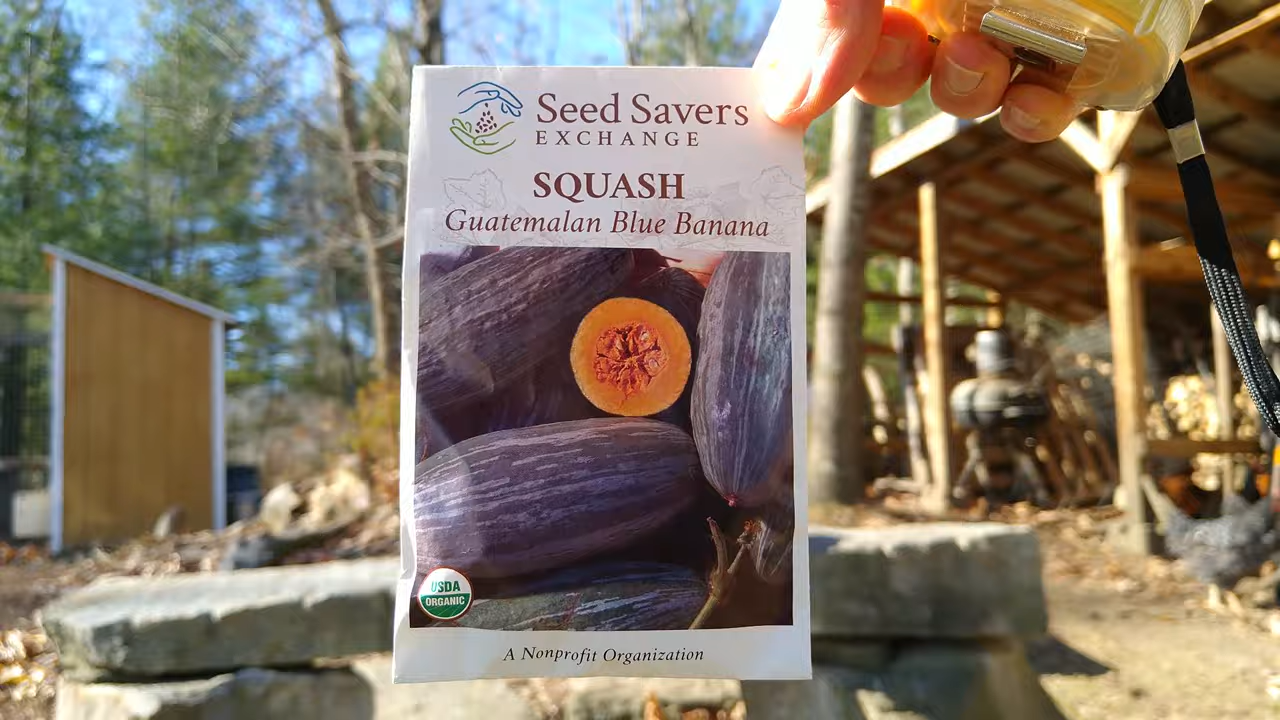 Seed Savers
EXCHANGE
SQUASH
Guatemalan Blue Banana
USDA
ORGANIC
A Nonprofit Organization